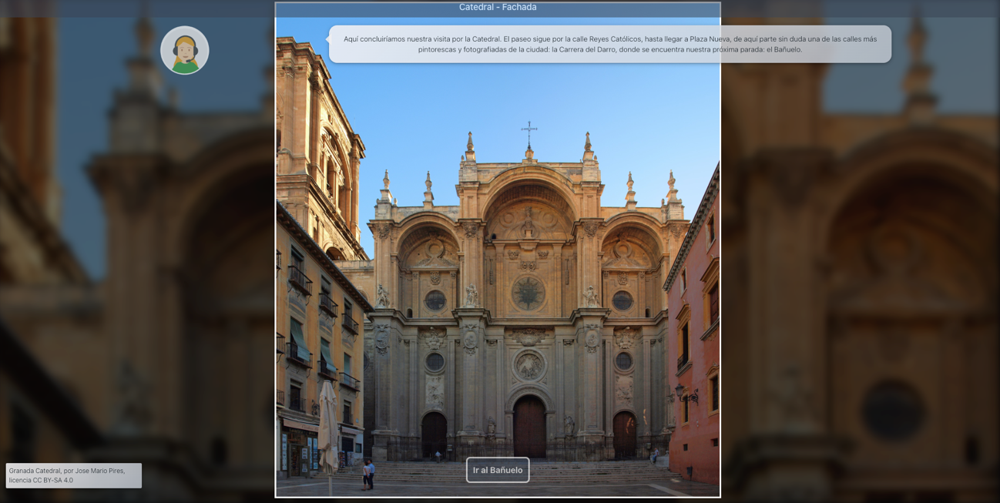 Catedral - Fachada
Aquí concluiríamos nuestra visita por la Catedral. El paseo sigue por la calle Reyes Católicos, hasta llegar a Plaza Nueva, de aquí parte sin duda una de las calles más
pintorescas y fotografiadas de la ciudad: la Carrera del Darro, donde se encuentra nuestra próxima parada: el Bañuelo.
Ir al Bañuelo
Granada Catedral, por Jose Mario Pires,
licencia CC BY-SA 4.0